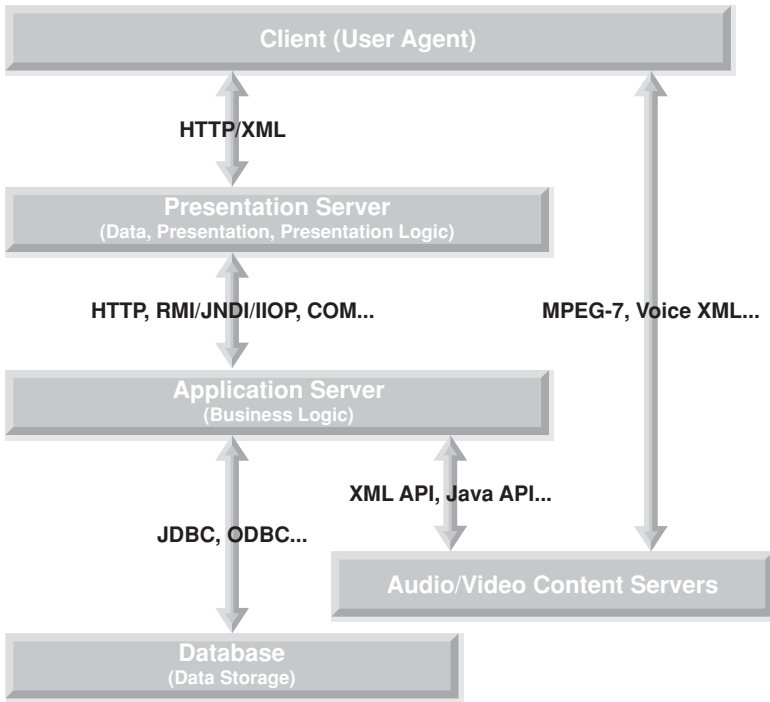 Client (User Agent)
HTTP/XML
Presentation Server
(Data, Presentation, Presentation Logic)
HTTP, RMI/JNDI/IIOP, COM...
MPEG-7, Voice XML...
Application Server
(Business Logic)
XML API, Java API...
JDBC, ODBC...
Audio/Video Content Servers
Database
(Data Storage)